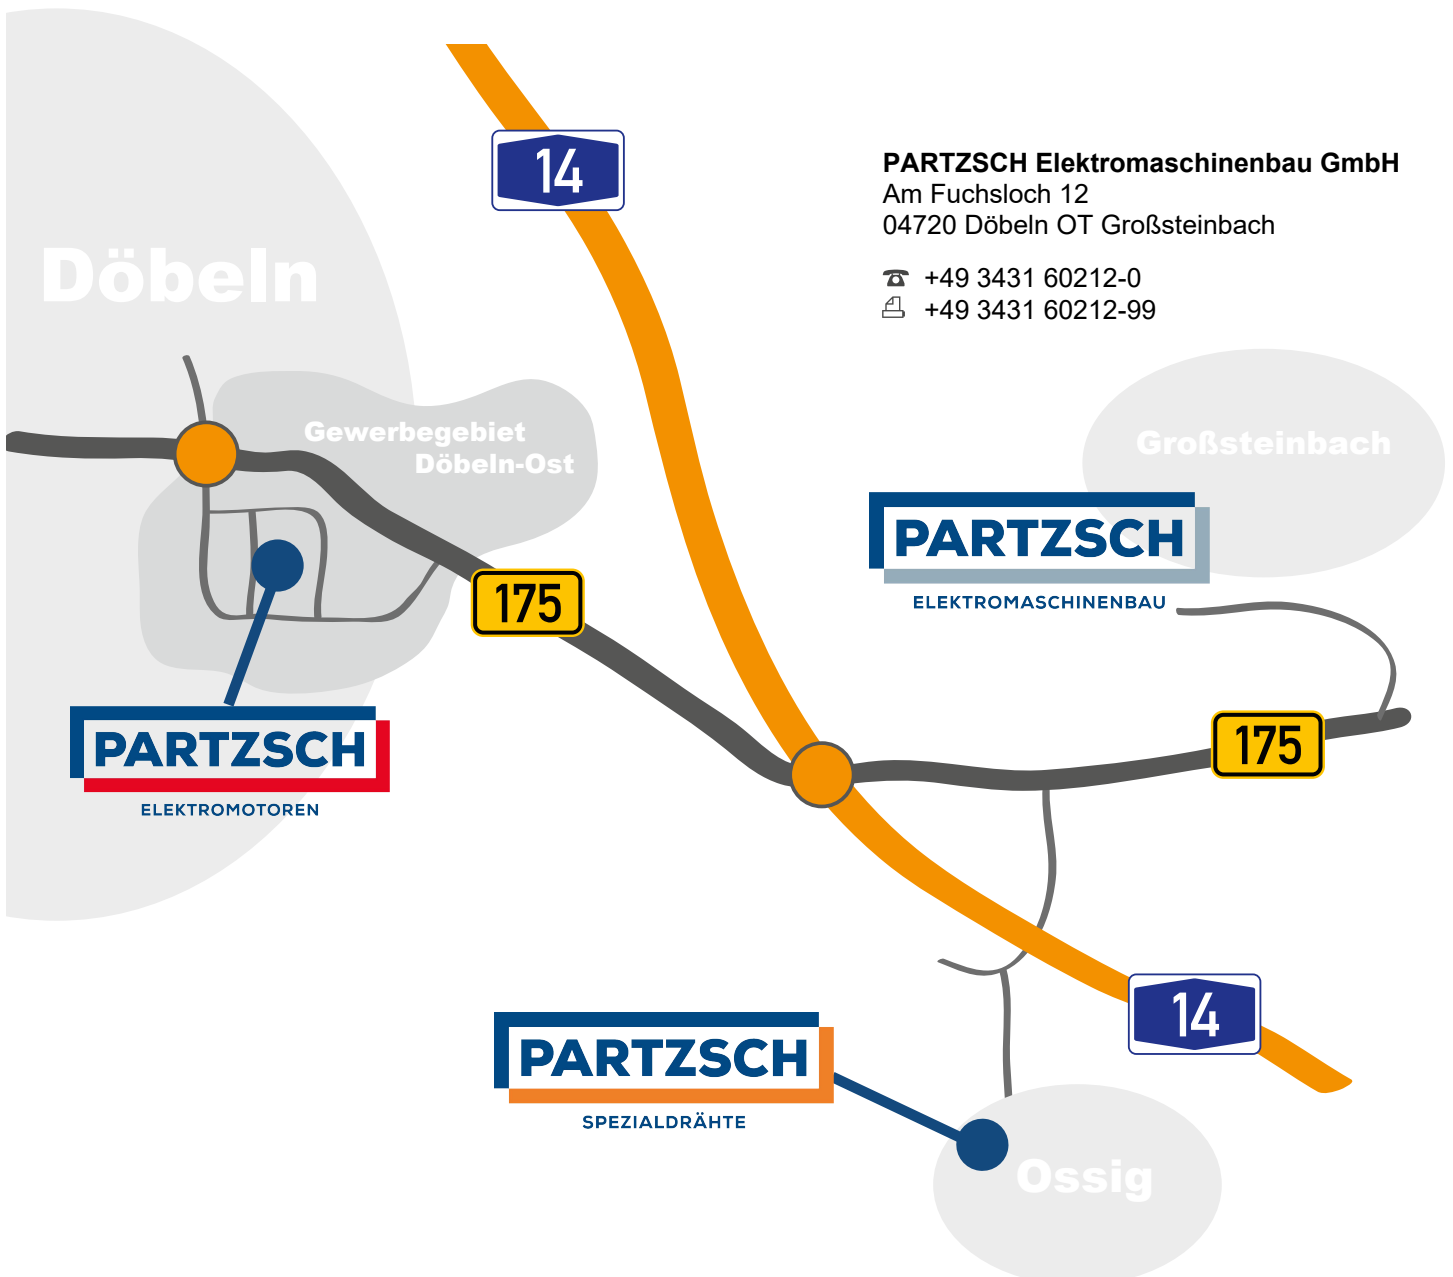 14
PARTZSCH Elektromaschinenbau GmbH
Am Fuchsloch 12
04720 Döbeln OT Großsteinbach
+49 3431 60212-0
+49 3431 60212-99
Döbeln
Gewerbegebiet
Döbeln-Ost
Großsteinbach
PARTZSCH
ELEKTROMASCHINENBAU
175
PARTZSCH
ELEKTROMOTOREN
175
14
PARTZSCH
SPEZIALDRÄHTE
Ossig